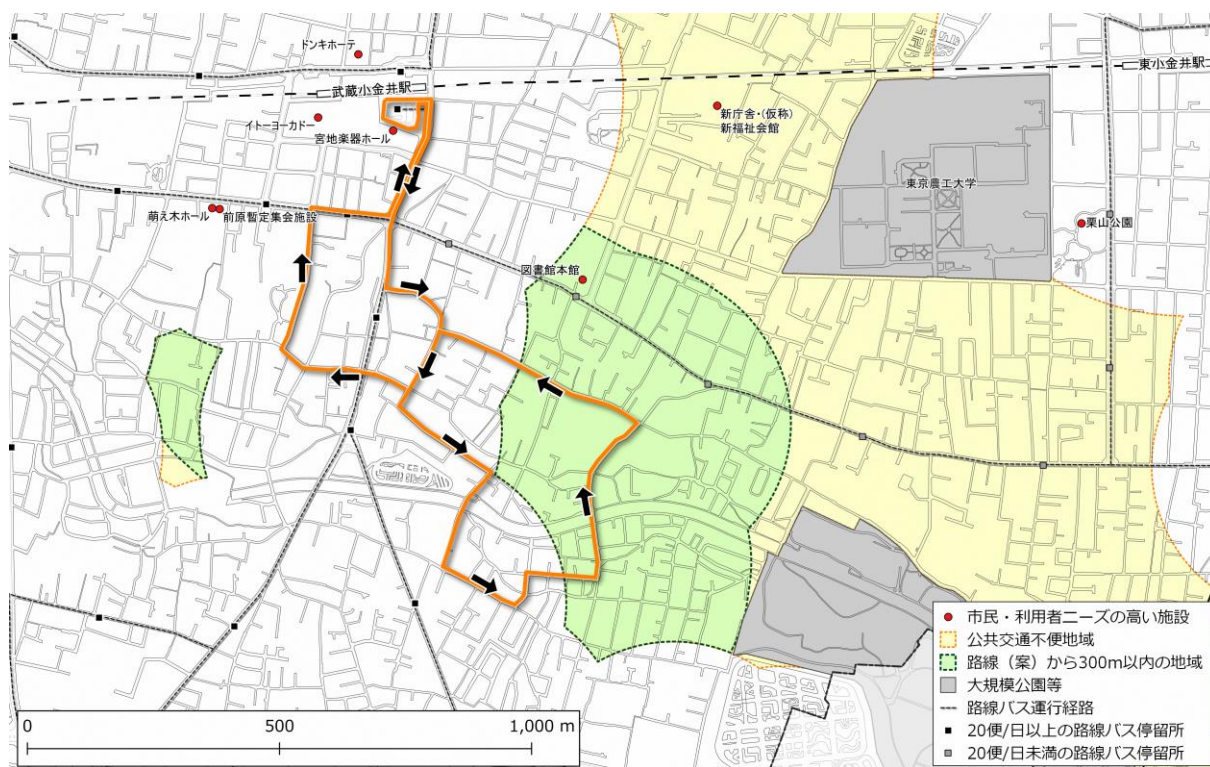 ドンキホーテ
武蔵小金井駅
東小金井駅
イトーヨーカドー
宮地楽器ホール
新庁舎・(仮称)
新福祉会館
東京農工大学
萌え木ホール
前原暫定集会施設
栗山公園
図書館本館
市民・利用者ニーズの高い施設
公共交通不便地域
路線（案）から300m以内の地域
大規模公園等
路線バス運行経路
20便/日以上の路線バス停留所
20便/日未満の路線バス停留所
0 500 1,000 m